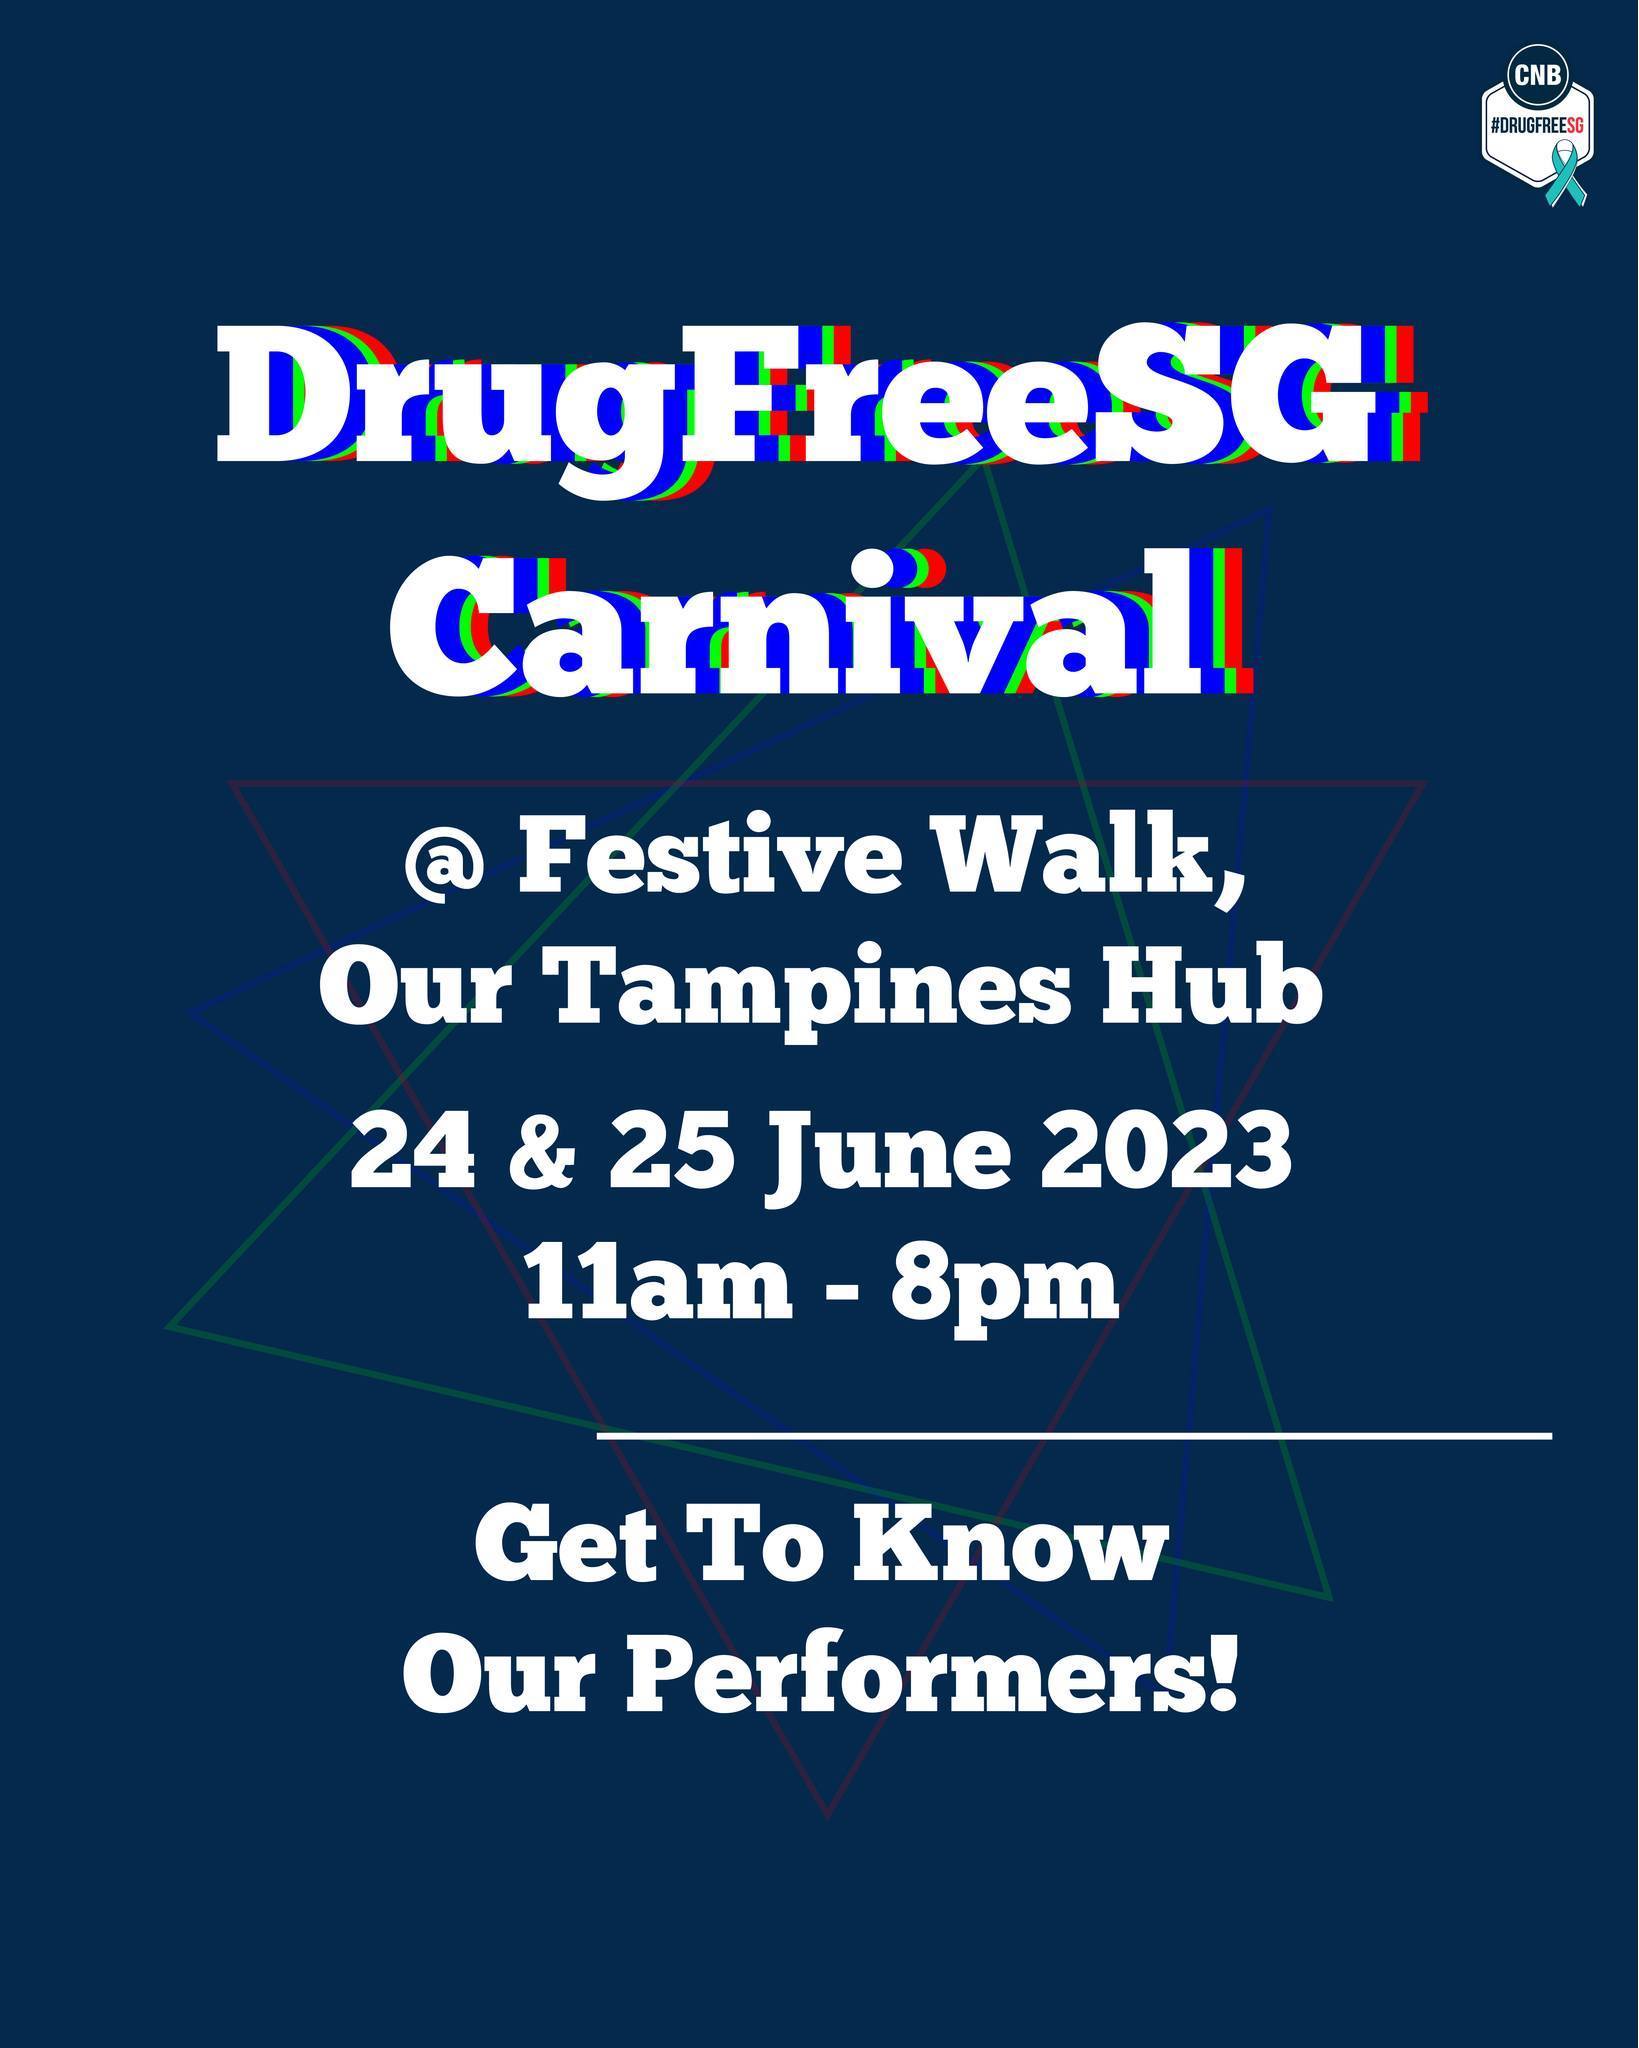 CNB
#DRUGFREESG
DrugFreeSG
Carnival
@ Festive Walk,
Our Tampines Hub
24 & 25 June 2023
11am - 8pm
Get To Know
Our Performers!